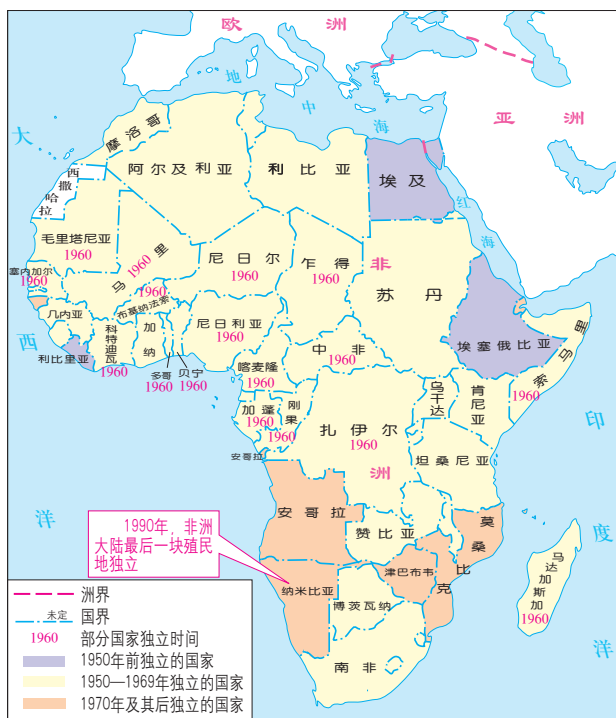 欧洲
地中海
亚洲
大西洋
摩洛哥
阿尔及利亚
利比亚
埃及
西撒哈拉
红海
毛里塔尼亚
1960
马里
1960
尼日尔
1960
乍得
1960
非洲
苏丹
塞内加尔
1960
1960
布基纳法索
几内亚
科特迪瓦
1960
加纳
尼日利亚
1960
埃塞俄比亚
索马里
1960
利比里亚
多哥
1960
贝宁
1960
中非
1960
喀麦隆
1960
加蓬
1960
刚果
1960
扎伊尔
1960
乌干达
肯尼亚
印度洋
安哥拉
坦桑尼亚
安哥拉
赞比亚
莫桑比克
1990年，非洲
大陆最后一块殖民
地独立
纳米比亚
津巴布韦
博茨瓦纳
马达加斯加
1960
南非
洲界
未定
国界
1960 部分国家独立时间
1950年前独立的国家
1950—1969年独立的国家
1970年及其后独立的国家